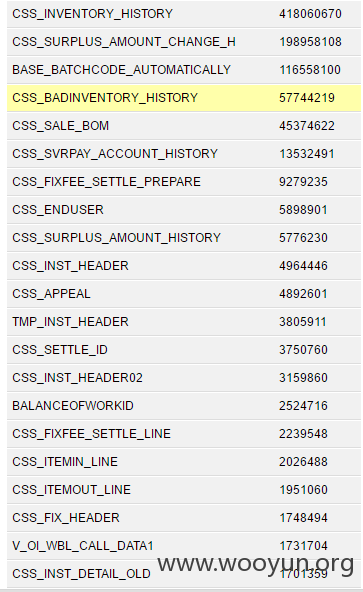 CSS_INVENTORY_HISTORY 418060670
CSS_SURPLUS_AMOUNT_CHANGE_H 198958108
BASE_BATCHCODE_AUTOMATICALLY 116558100
CSS_BADINVENTORY_HISTORY 57744219
CSS_SALE_BOM 45374622
CSS_SVRPAY_ACCOUNT_HISTORY 13532491
CSS_FIXFEE_SETTLE_PREPARE 9279235
CSS_ENDUSER 5898901
CSS_SURPLUS_AMOUNT_HISTORY 5776230
CSS_INST_HEADER 4964446
CSS_APPEAL 4892601
TMP_INST_HEADER 3805911
CSS_SETTLE_ID 3750760
CSS_INST_HEADER02 3159860
BALANCEOFWORKID 2524716
CSS_FIXFEE_SETTLE_LINE 2239548
CSS_ITEMIN_LINE 2026488
CSS_ITEMOUT_LINE 1951060
CSS_FIX_HEADER 1748494
V_OI_WBL_CALL_DATA1 1731704
www.wooyun.org
CSS_INST_DETAIL_OLD 1701359